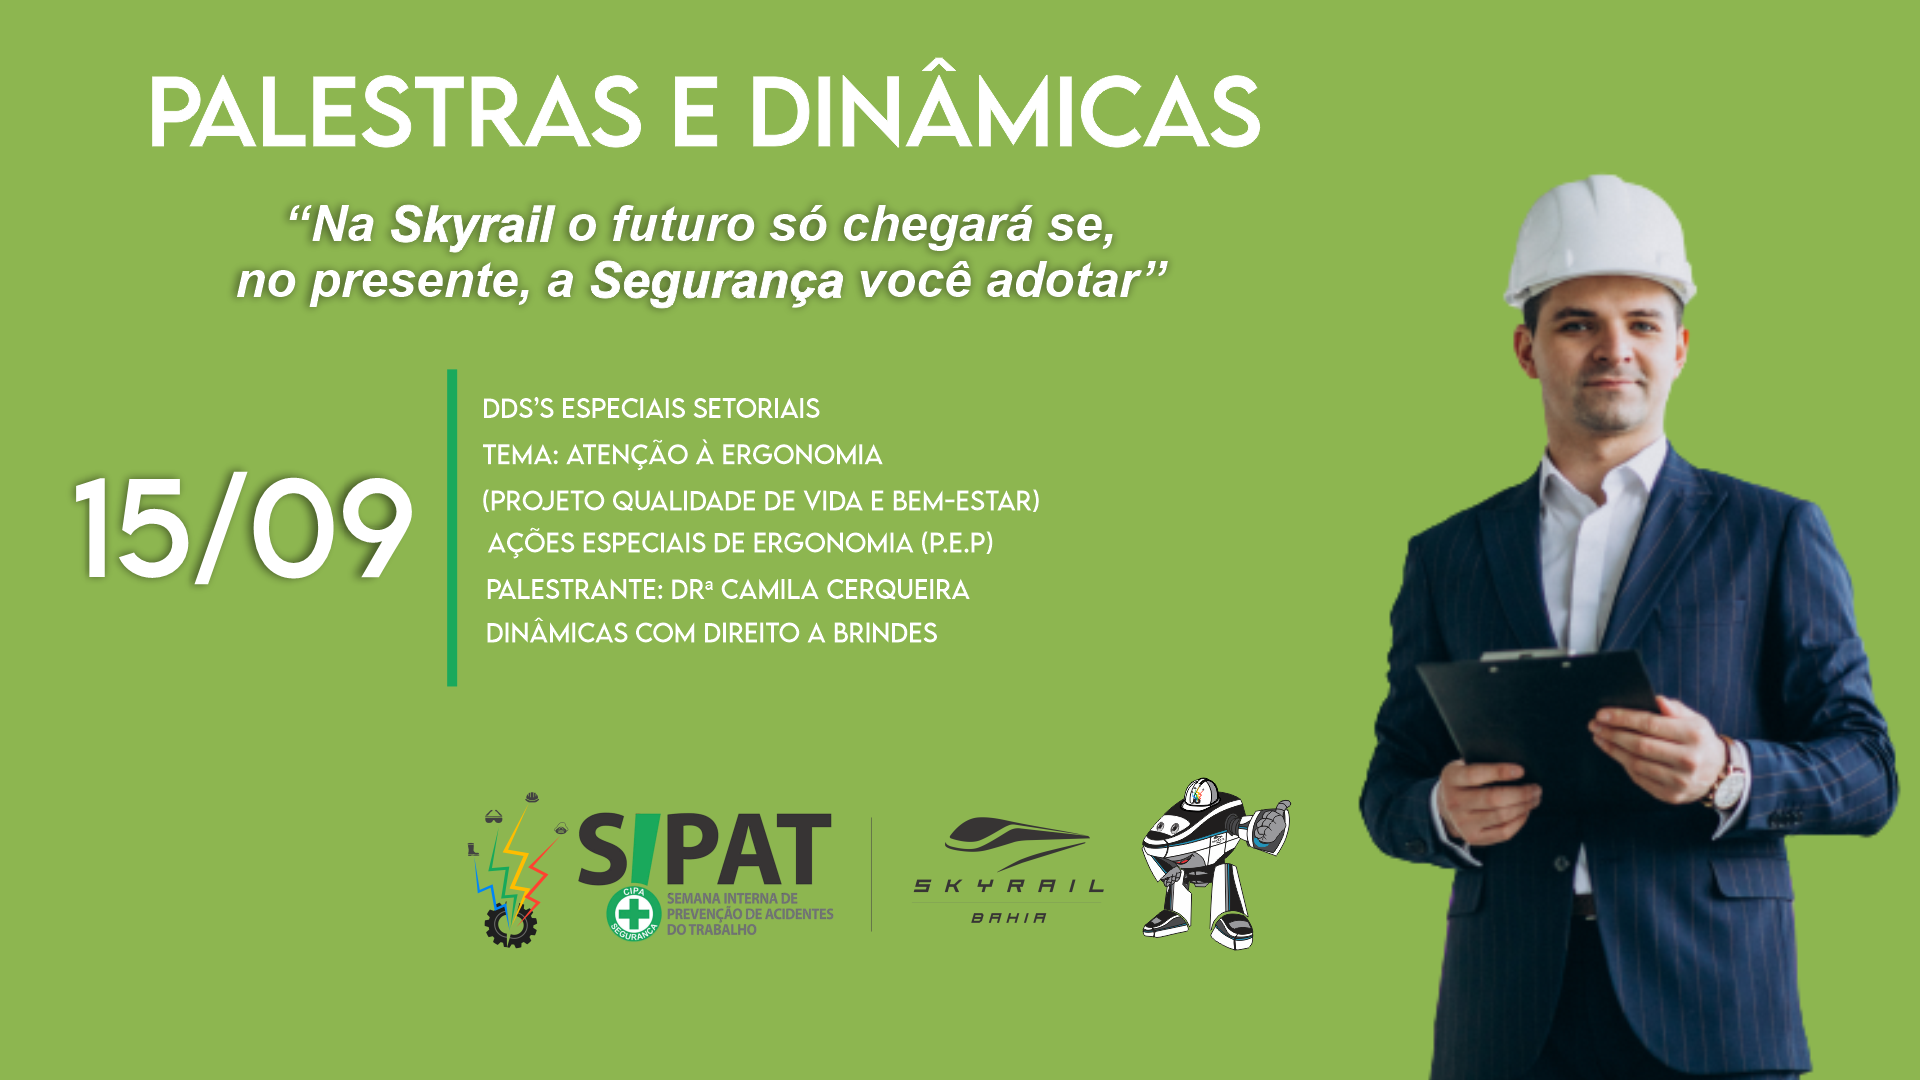 PALESTRAS E DINÂMICAS
“Na Skyrail o futuro só chegará se,
no presente, a Segurança você adotar”
15/09
DDS’S ESPECIAIS SETORIAIS
TEMA: ATENÇÃO À ERGONOMIA
(PROJETO QUALIDADE DE VIDA E BEM-ESTAR)
AÇÕES ESPECIAIS DE ERGONOMIA (P.E.P)
PALESTRANTE: DRª CAMILA CERQUEIRA
DINÂMICAS COM DIREITO A BRINDES
SIPAT
CIPA
SEGURANÇA
SEMANA INTERNA DE
PREVENÇÃO DE ACIDENTES
DO TRABALHO
SKYRAIL
BAHIA